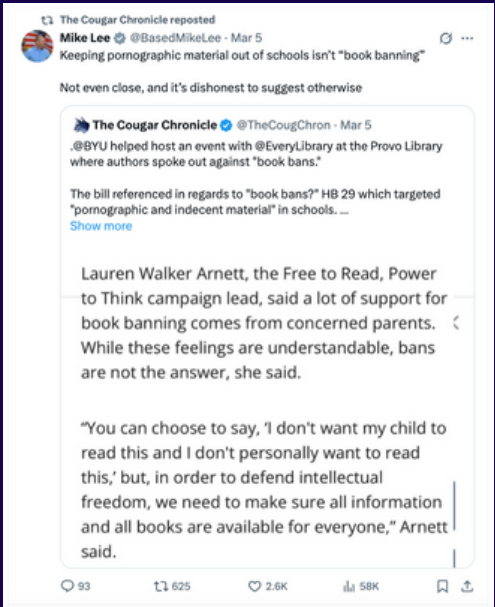 The Cougar Chronicle reposted
Mike Lee @BasedMikeLee · Mar 5
Keeping pornographic material out of schools isn't "book banning"
Not even close, and it's dishonest to suggest otherwise
The Cougar Chronicle @TheCougChron · Mar 5
.@BYU helped host an event with @EveryLibrary at the Provo Library
where authors spoke out against "book bans."
The bill referenced in regards to "book bans?" HB 29 which targeted
"pornographic and indecent material" in schools. ...
Show more
Lauren Walker Arnett, the Free to Read, Power
to Think campaign lead, said a lot of support for
book banning comes from concerned parents.
While these feelings are understandable, bans
are not the answer, she said.
“You can choose to say, ‘I don't want my child to
read this and I don't personally want to read
this,’ but, in order to defend intellectual
freedom, we need to make sure all information
and all books are available for everyone,” Arnett
said.
93 625 2.6K 58K